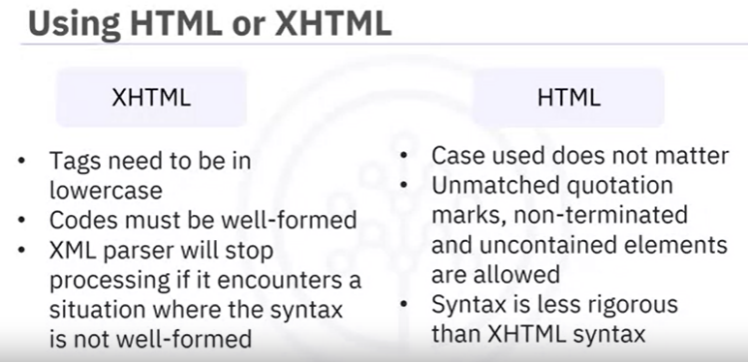 Using HTML or XHTML
XHTML
• Tags need to be in
lowercase
• Codes must be well-formed
• XML parser will stop
processing if it encounters a
situation where the syntax
is not well-formed
HTML
• Case used does not matter
• Unmatched quotation
marks, non-terminated
and uncontained elements
are allowed
• Syntax is less rigorous
than XHTML syntax